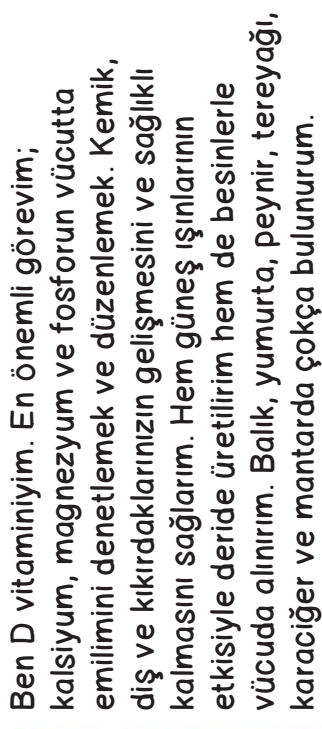 Ben D vitaminiyim. En önemli görevim;
kalsiyum, magnezyum ve fosforun vücutta
emilimini denetlemek ve düzenlemek. Kemik,
diş ve kıkırdaklarınızın gelişmesini ve sağlıklı
kalmasını sağlarım. Hem güneş ışınlarının
etkisiyle deride üretilirim hem de besinlerle
vücuda alınırım. Balık, yumurta, peynir, tereyağı,
karaciğer ve mantarda çokça bulunurum.